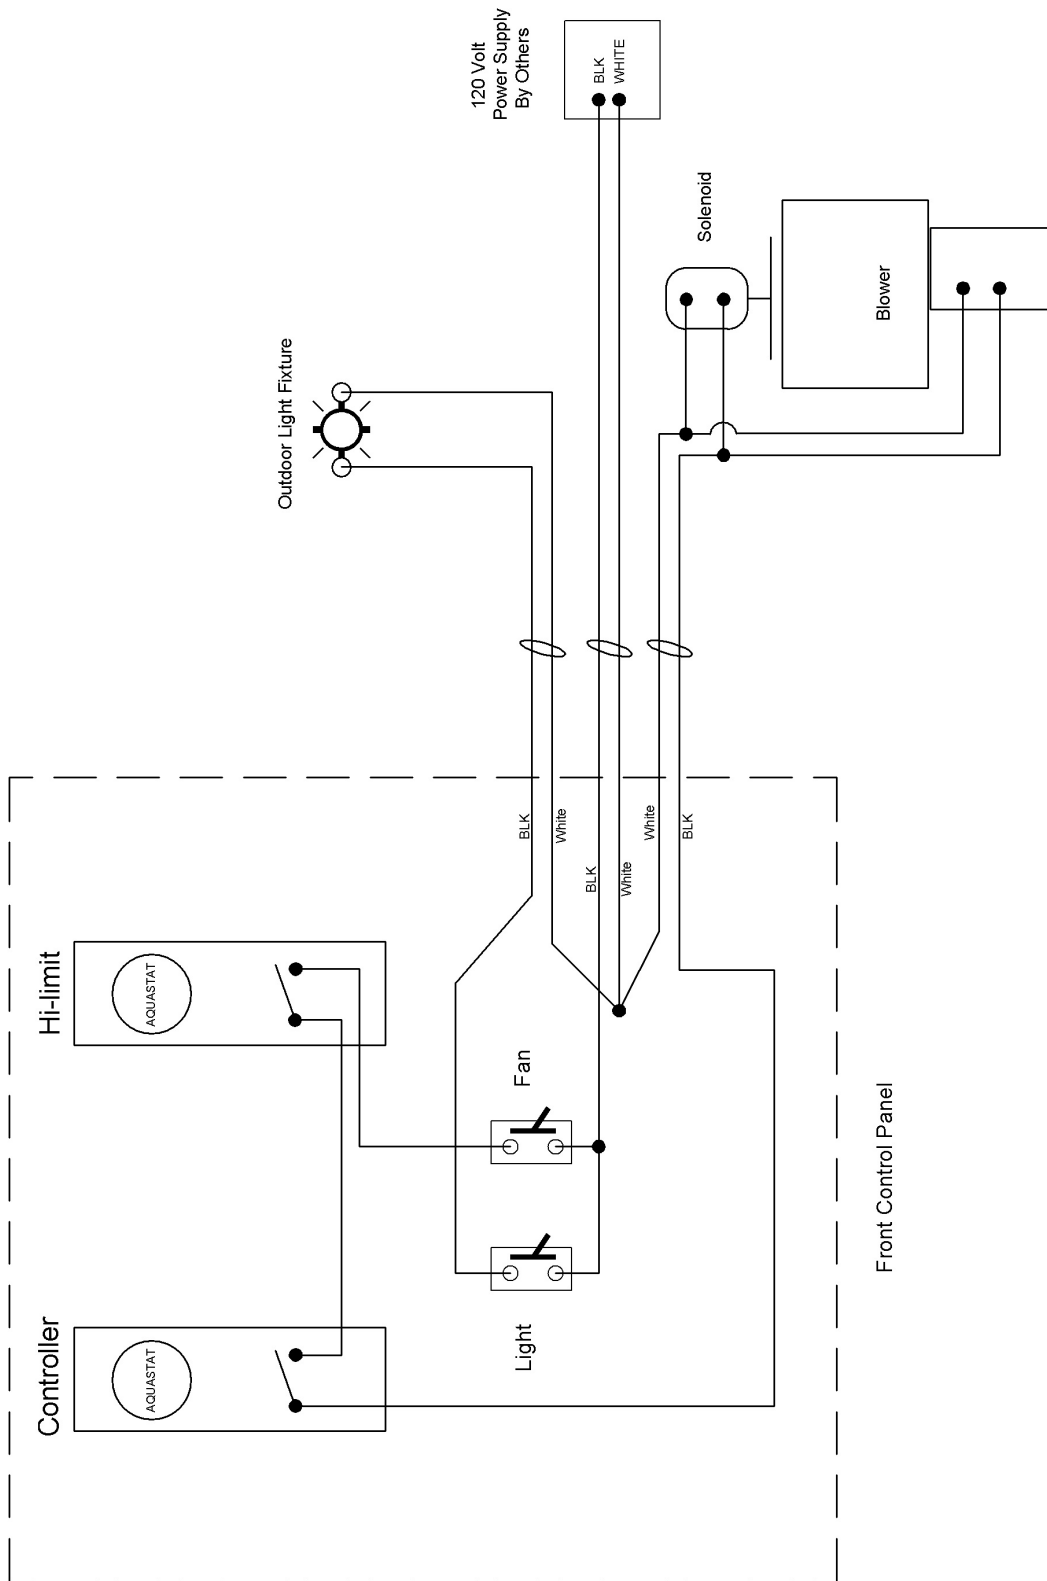 120 Volt
Power Supply
By Others
BLK
WHITE
Solenoid
Blower
Outdoor Light Fixture
BLK
White
BLK
White
White
BLK
Hi-limit
AQUASTAT
Fan
Controller
AQUASTAT
Light
Front Control Panel